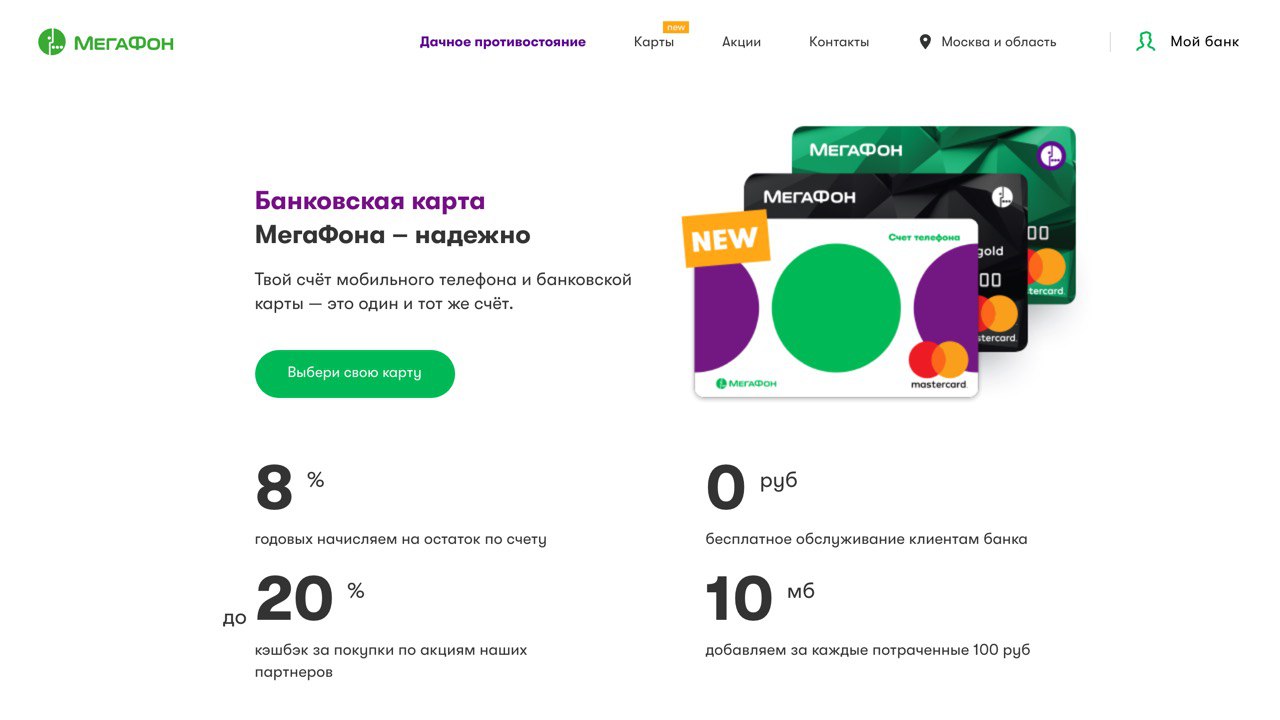 МЕГАФОН
Дачное противостояние
Карты
new
Акции
Контакты
Москва и область
Мой банк
Банковская карта
МегаФона – надежно
Твой счёт мобильного телефона и банковской
карты — это один и тот же счёт.
Выбери свою карту
МЕГАФОН
МЕГАФОН
NEW
Счет телефона
gold
00
00
mastercard.
МЕГАФОН
mastercard.
8 %
годовых начисляем на остаток по счету
0 руб
бесплатное обслуживание клиентам банка
до 20 %
кэшбэк за покупки по акциям наших
партнеров
10 мб
добавляем за каждые потраченные 100 руб